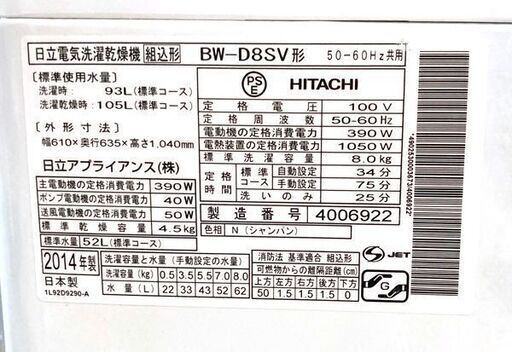 日立電気洗濯乾燥機 組込形 BW-D8SV形 50-60Hz共用
〔標準使用水量〕
洗濯時： 93L(標準コース)
洗濯乾燥時：105L(標準コース)
〔外形寸法〕
幅610×奥行635×高さ1,040mm
日立アプライアンス(株)
主電動機の定格消費電力 390W
ポンプ電動機の定格消費電力 40W
送風電動機の定格消費電力 50W
標準乾燥容量 4.5kg
標準水量 52L(標準コース)
PSE HITACHI
定格電圧 100V
定格周波数 50-60Hz
電動機の定格消費電力 390W
電熱装置の定格消費電力 1050W
標準洗濯容量 8.0kg
定格時間 標準コース 自動設定 34分
手動設定 75分
洗いのみ 25分
製造番号 4006922
色相 N(シャンパン)
S JET
2014年製
日本製
1L92D9290-A
洗濯容量と水量 (手動設定の水量)
洗濯容量(kg) 0.5 3.5 5.5 7.0 8.0
水量(L) 22 33 43 52 62
消防法 基準適合 組込形
可燃物からの離隔距離(cm)
上方 左方 右方 前方 後方 下方
50 1.5 1.5 1.5 0
G